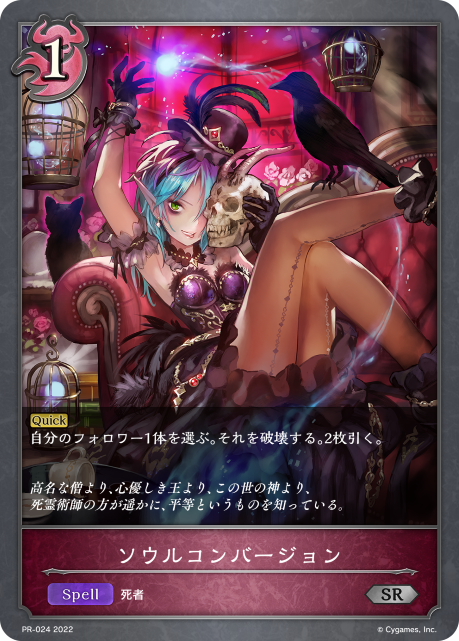 1
Quick
自分のフォロワー1体を選ぶ。それを破壊する。2枚引く。
高名な僧より、心優しき王より、この世の神より、
死霊術師の方が遥かに、平等というものを知っている。
ソウルコンバージョン
Spell 死者 SR
PR-024 2022 © Cygames, Inc.